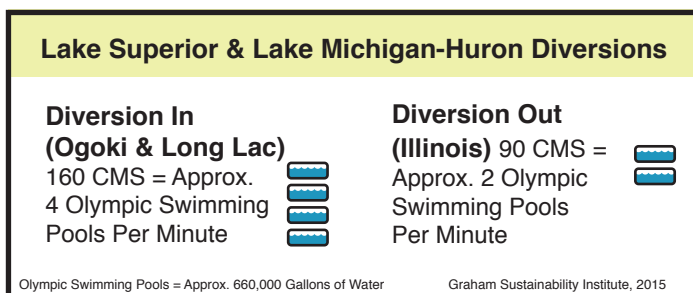 Lake Superior & Lake Michigan-Huron Diversions
Diversion In
(Ogoki & Long Lac)
160 CMS = Approx.
4 Olympic Swimming
Pools Per Minute
Diversion Out
(Illinois) 90 CMS =
Approx. 2 Olympic
Swimming Pools
Per Minute
Olympic Swimming Pools = Approx. 660,000 Gallons of Water
Graham Sustainability Institute, 2015